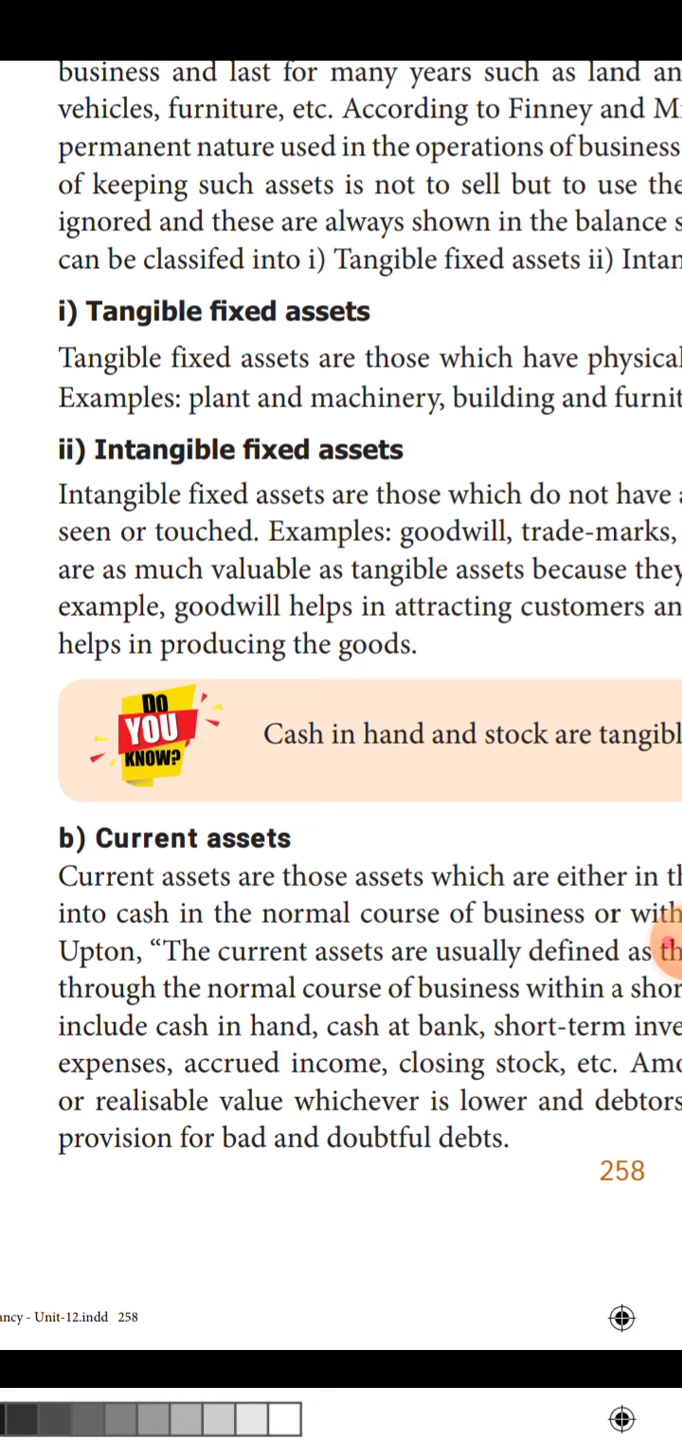 business and last for many years such as land an
vehicles, furniture, etc. According to Finney and M
permanent nature used in the operations of business
of keeping such assets is not to sell but to use the
ignored and these are always shown in the balance s
can be classifed into i) Tangible fixed assets ii) Intan
i) Tangible fixed assets
Tangible fixed assets are those which have physical
Examples: plant and machinery, building and furnit
ii) Intangible fixed assets
Intangible fixed assets are those which do not have a
seen or touched. Examples: goodwill, trade-marks,
are as much valuable as tangible assets because they
example, goodwill helps in attracting customers an
helps in producing the goods.
DO
YOU
KNOW?
Cash in hand and stock are tangibl
b) Current assets
Current assets are those assets which are either in th
into cash in the normal course of business or with
Upton, “The current assets are usually defined as th
through the normal course of business within a shor
include cash in hand, cash at bank, short-term inve
expenses, accrued income, closing stock, etc. Amo
or realisable value whichever is lower and debtors
provision for bad and doubtful debts.
258
ancy - Unit-12.indd 258